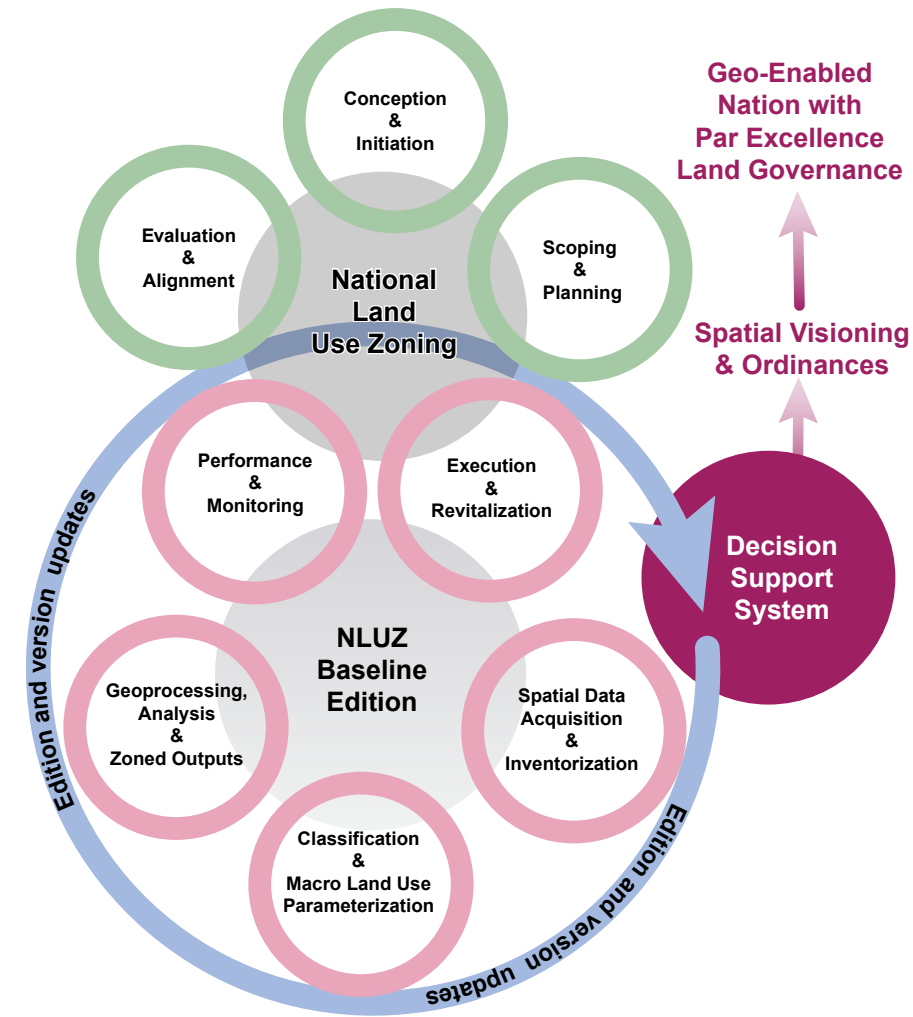 Conception
&
Initiation
Geo-Enabled
Nation with
Par Excellence
Land Governance
Evaluation
&
Alignment
Scoping
&
Planning
National
Land
Use Zoning
Spatial Visioning
& Ordinances
Performance
&
Monitoring
Execution
&
Revitalization
Decision
Support
System
NLUZ
Baseline
Edition
Geoprocessing,
Analysis
&
Zoned Outputs
Spatial Data
Acquisition
&
Inventorization
Classification
&
Macro Land Use
Parameterization
Edition and version updates
Edition and version updates